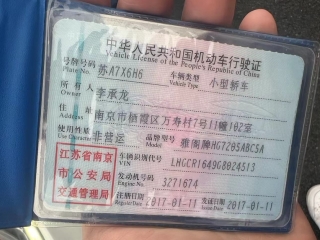 中华人民共和国机动车行驶证
Vehicle License of the People's Republic of China
号牌号码 苏A7X6H6 车辆类型 小型轿车
Plate No. Vehicle Type
所有人 李承龙
Owner
住址 南京市栖霞区万寿村7号11幢102室
使用性质 非营运 品牌型号 雅阁牌HG7205ABC5A
Use Character Model
江苏省南京市公安局交通管理局
车辆识别代号 LHGCR1649G8024513
VIN
发动机号码 3271674
Engine No.
注册日期 2017-01-11 发证日期 2017-01-11
Register Date Issue Date